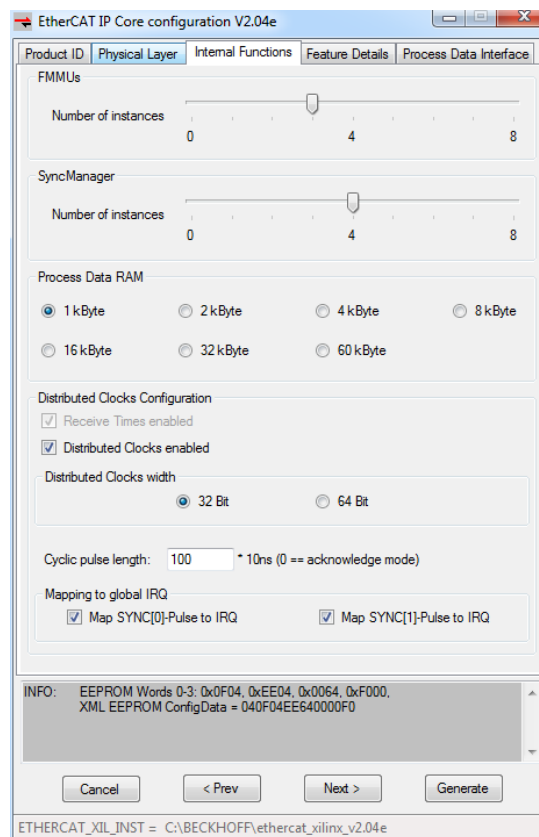 EtherCAT IP Core configuration V2.04e
Product ID Physical Layer Internal Functions Feature Details Process Data Interface
FMMUs
Number of instances
0 4 8
SyncManager
Number of instances
0 4 8
Process Data RAM
1 kByte 2 kByte 4 kByte 8 kByte
16 kByte 32 kByte 60 kByte
Distributed Clocks Configuration
Receive Times enabled
Distributed Clocks enabled
Distributed Clocks width
32 Bit 64 Bit
Cyclic pulse length: 100 * 10ns (0 == acknowledge mode)
Mapping to global IRQ
Map SYNC[0]-Pulse to IRQ Map SYNC[1]-Pulse to IRQ
INFO: EEPROM Words 0-3: 0x0F04, 0xEE04, 0x0064, 0xF000,
XML EEPROM ConfigData = 040F04EE640000F0
Cancel < Prev Next > Generate
ETHERCAT_XIL_INST = C:\BECKHOFF\ethercat_xilinx_v2.04e